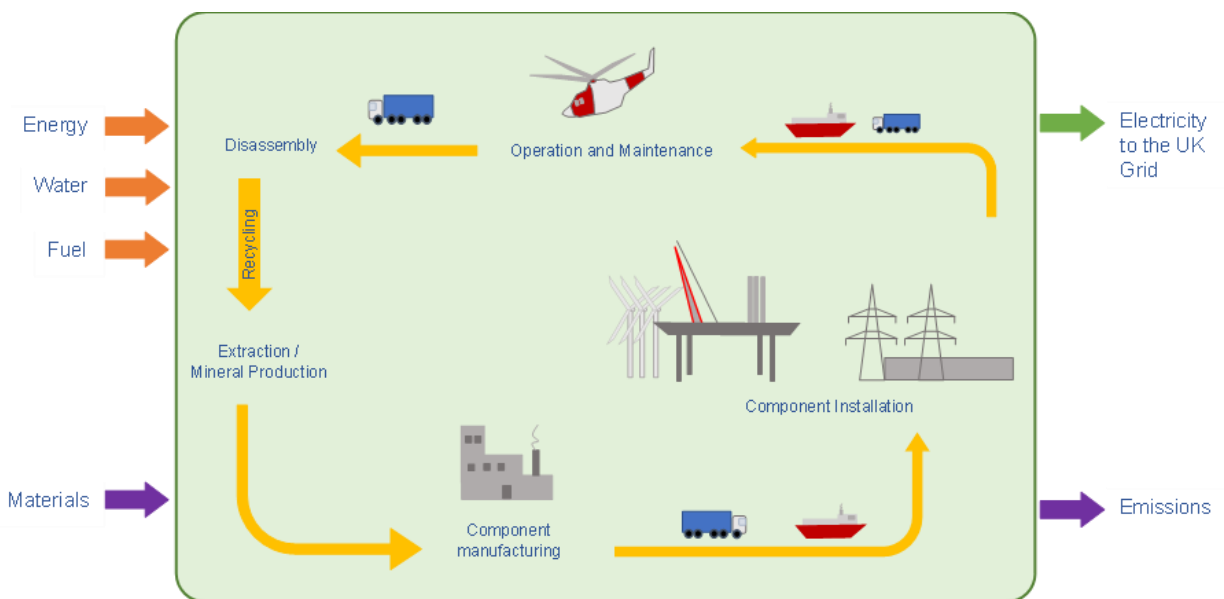 Energy
Water
Fuel
Materials
Disassembly
Recycling
Extraction /
Mineral Production
Component
manufacturing
Component Installation
Operation and Maintenance
Electricity
to the UK
Grid
Emissions